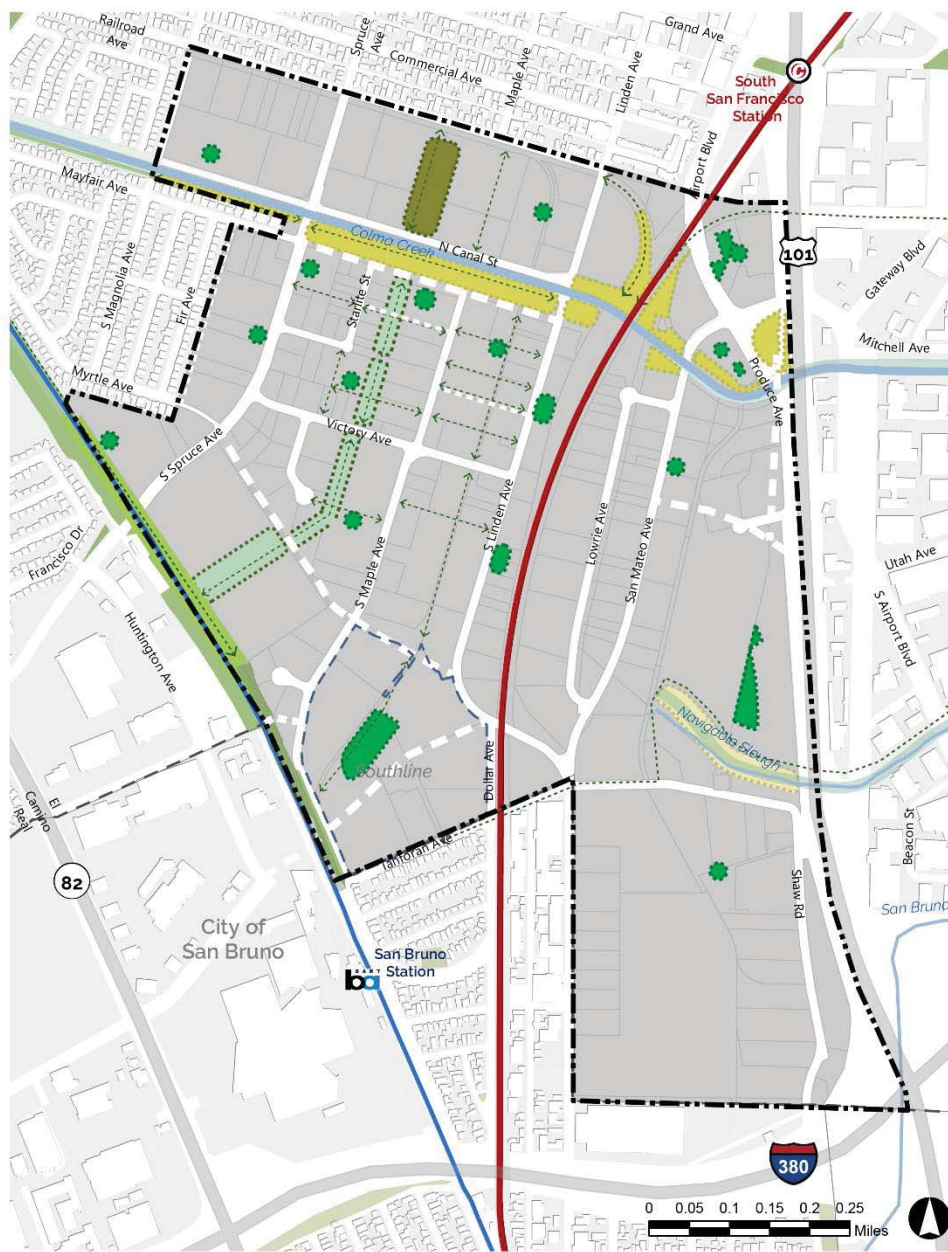 Railroad
Ave
Spruce
Ave
Commercial Ave
Maple Ave
Grand Ave
Linden Ave
South
San Francisco
Station
Airport Blvd
Mayfair Ave
S Magnolia Ave
Fir Ave
Colma Creek
N Canal St
Stanite St
101
Gateway Blvd
Mitchell Ave
Produce Ave
Myrtle Ave
Victory Ave
S Spruce Ave
S Linden Ave
Francisco Dr
S Maple Ave
Lowrie Ave
San Mateo Ave
Utah Ave
S Airport Blvd
Huntington Ave
Navigable Slough
Southline
Dollar Ave
El
Camino
Real
Tanforan Ave
Beacon St
82
Shaw Rd
City of
San Bruno
San Bruno
San Bruno
Station
BART
ba
380
0 0.05 0.1 0.15 0.2 0.25
Miles